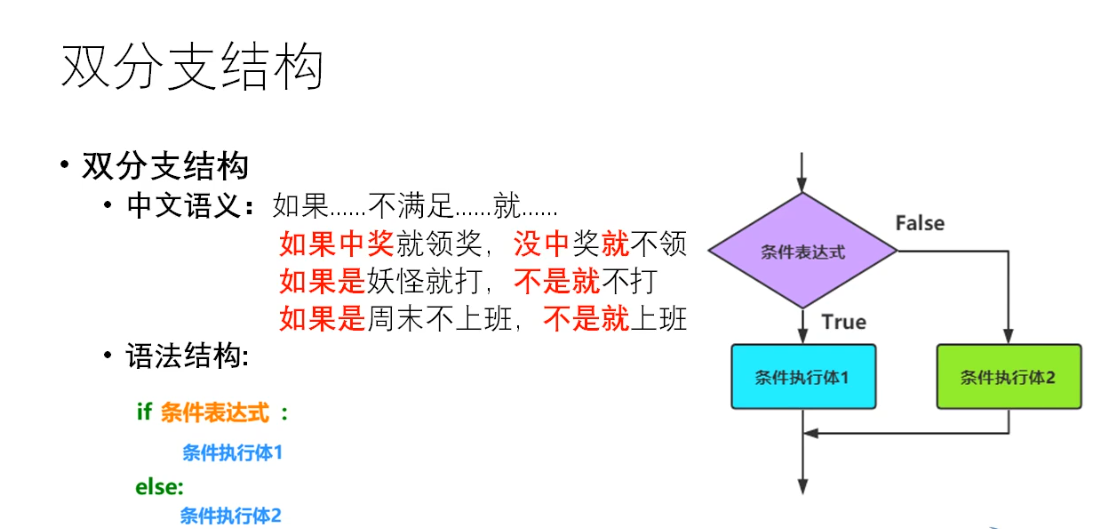 双分支结构
• 双分支结构
• 中文语义：如果......不满足......就......
如果中奖就领奖，没中奖就不领
如果是妖怪就打，不是就不打
如果是周末不上班，不是就上班
• 语法结构:
if 条件表达式 :
条件执行体1
else:
条件执行体2
条件表达式
False
True
条件执行体1
条件执行体2